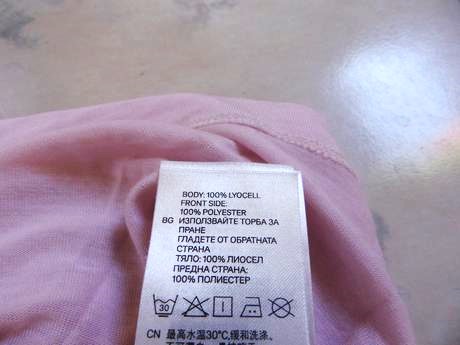 BODY: 100% LYOCELL
FRONT SIDE:
100% POLYESTER
BG ИЗПОЛЗВАЙТЕ ТОРБА ЗА
ПРАНЕ
ГЛАДЕТЕ ОТ ОБРАТНАТА
СТРАНА
ТЯЛО: 100% ЛИОСЕЛ
ПРЕДНА СТРАНА:
100% ПОЛИЕСТЕР
30
CN 最高水温30°C,缓和洗涤、